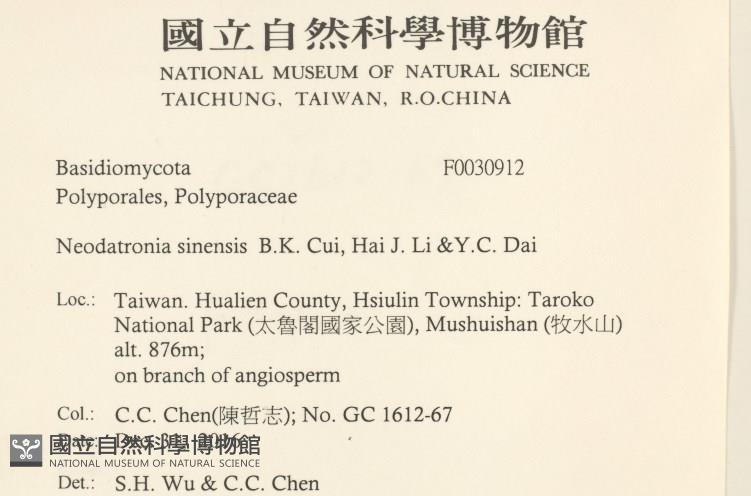 國立自然科學博物館
NATIONAL MUSEUM OF NATURAL SCIENCE
TAICHUNG, TAIWAN, R.O.CHINA
Basidiomycota F0030912
Polyporales, Polyporaceae
Neodatronia sinensis B.K. Cui, Hai J. Li &Y.C. Dai
Loc.: Taiwan. Hualien County, Hsiulin Township: Taroko
National Park (太魯閣國家公園), Mushuishan (牧水山)
alt. 876m;
on branch of angiosperm
Col.: C.C. Chen(陳哲志); No. GC 1612-67
Date:
國立自然科學博物館
NATIONAL MUSEUM OF NATURAL SCIENCE
Det.: S.H. Wu & C.C. Chen